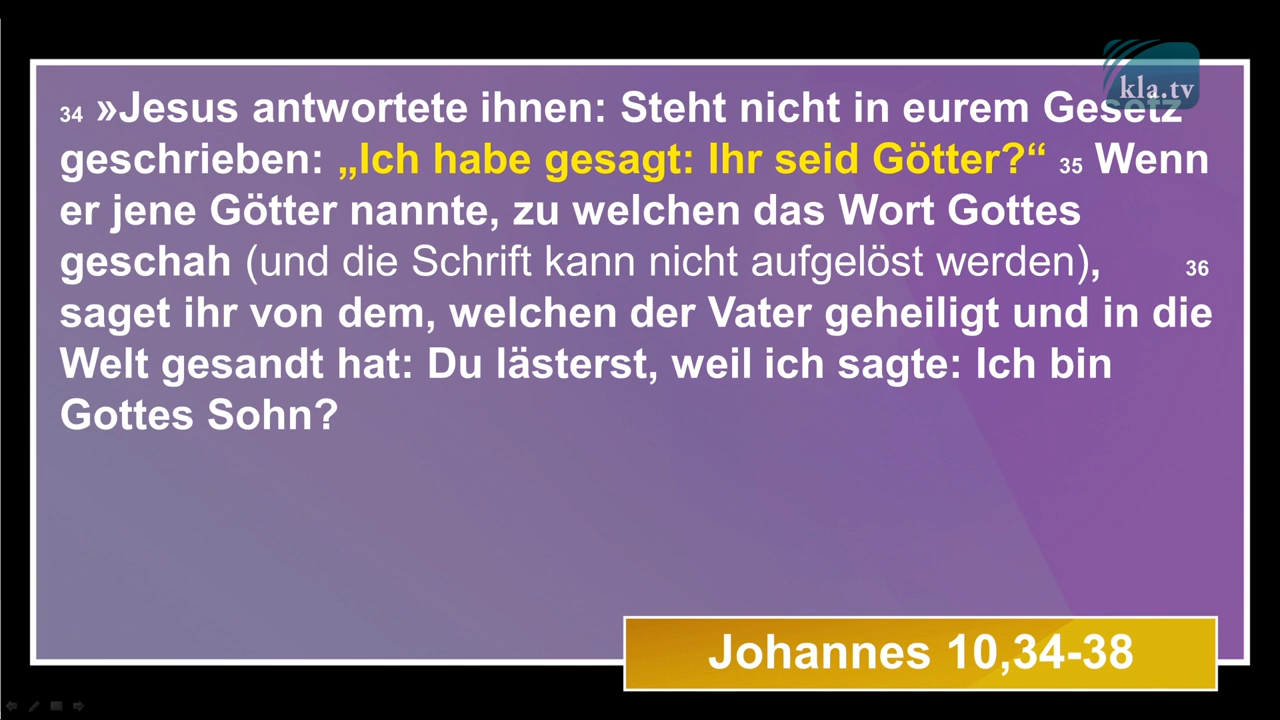 34 »Jesus antwortete ihnen: Steht nicht in eurem Gesetz
geschrieben: „Ich habe gesagt: Ihr seid Götter?“ 35 Wenn
er jene Götter nannte, zu welchen das Wort Gottes
geschah (und die Schrift kann nicht aufgelöst werden), 36
saget ihr von dem, welchen der Vater geheiligt und in die
Welt gesandt hat: Du lästerst, weil ich sagte: Ich bin
Gottes Sohn?
Johannes 10,34-38
kla.tv